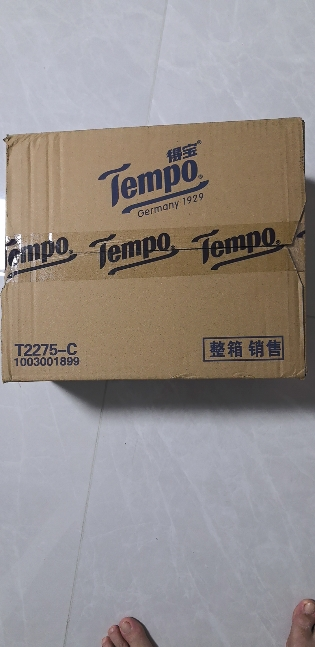 得宝
Tempo
Germany 1929
Tempo Tempo Tempo
T2275-C
1003001899
整箱 销售